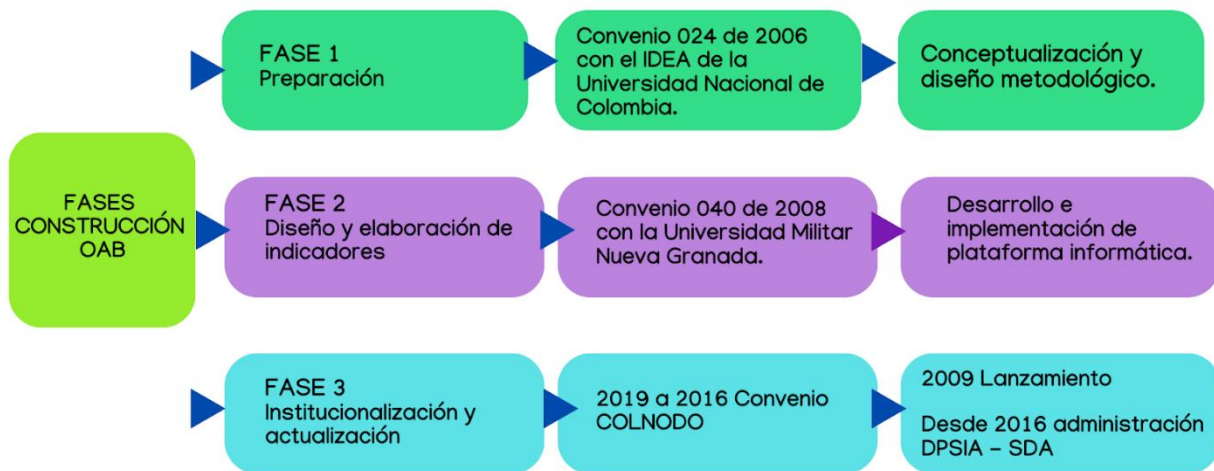 FASES
CONSTRUCCIÓN
OAB
FASE 1
Preparación
Convenio 024 de 2006
con el IDEA de la
Universidad Nacional de
Colombia.
Conceptualización y
diseño metodológico.
FASE 2
Diseño y elaboración de
indicadores
Convenio 040 de 2008
con la Universidad Militar
Nueva Granada.
Desarrollo e
implementación de
plataforma informática.
FASE 3
Institucionalización y
actualización
2019 a 2016 Convenio
COLNODO
2009 Lanzamiento
Desde 2016 administración
DPSIA – SDA